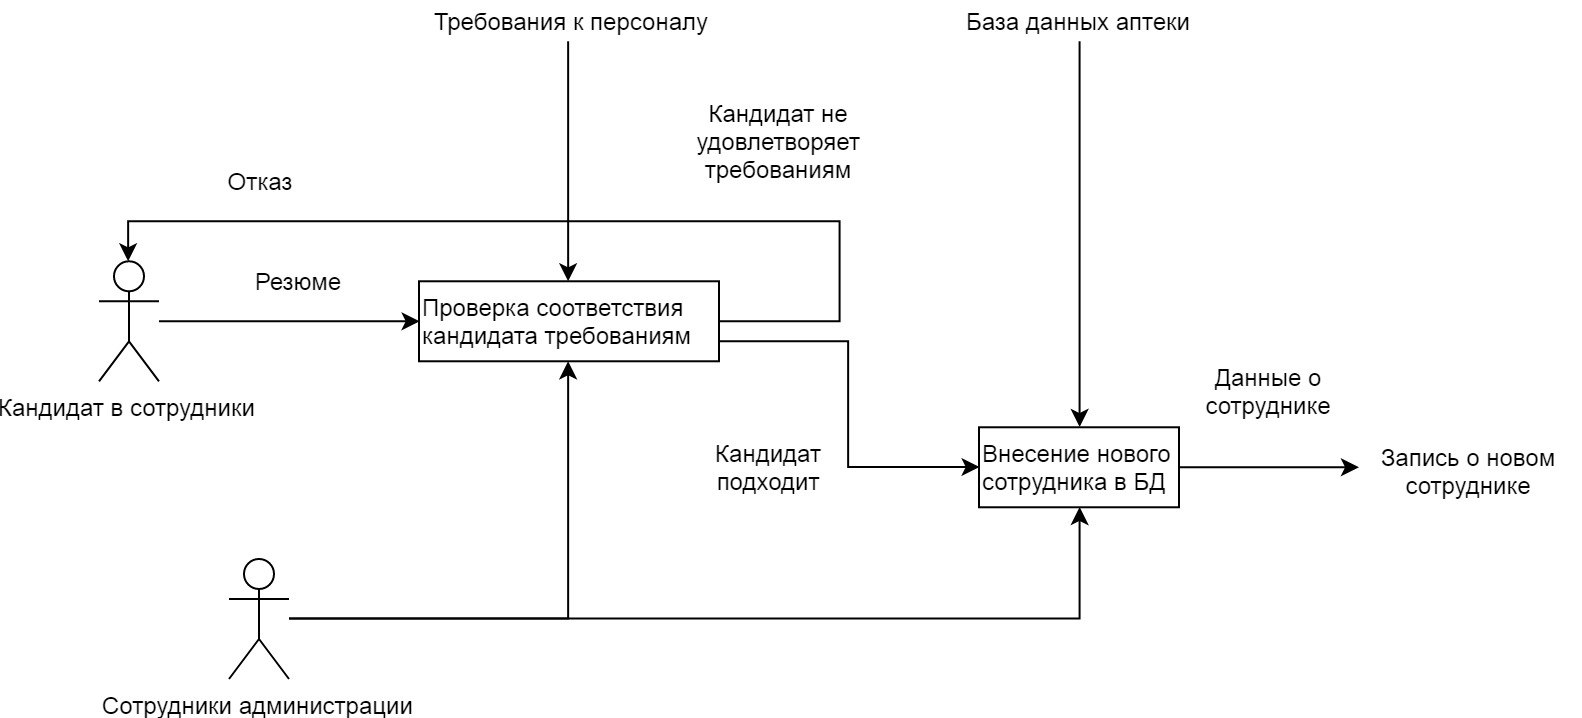 Требования к персоналу
База данных аптеки
Кандидат не
удовлетворяет
требованиям
Отказ
Резюме
Проверка соответствия
кандидата требованиям
Кандидат в сотрудники
Данные о
сотруднике
Кандидат
подходит
Внесение нового
сотрудника в БД
Запись о новом
сотруднике
Сотрудники администрации